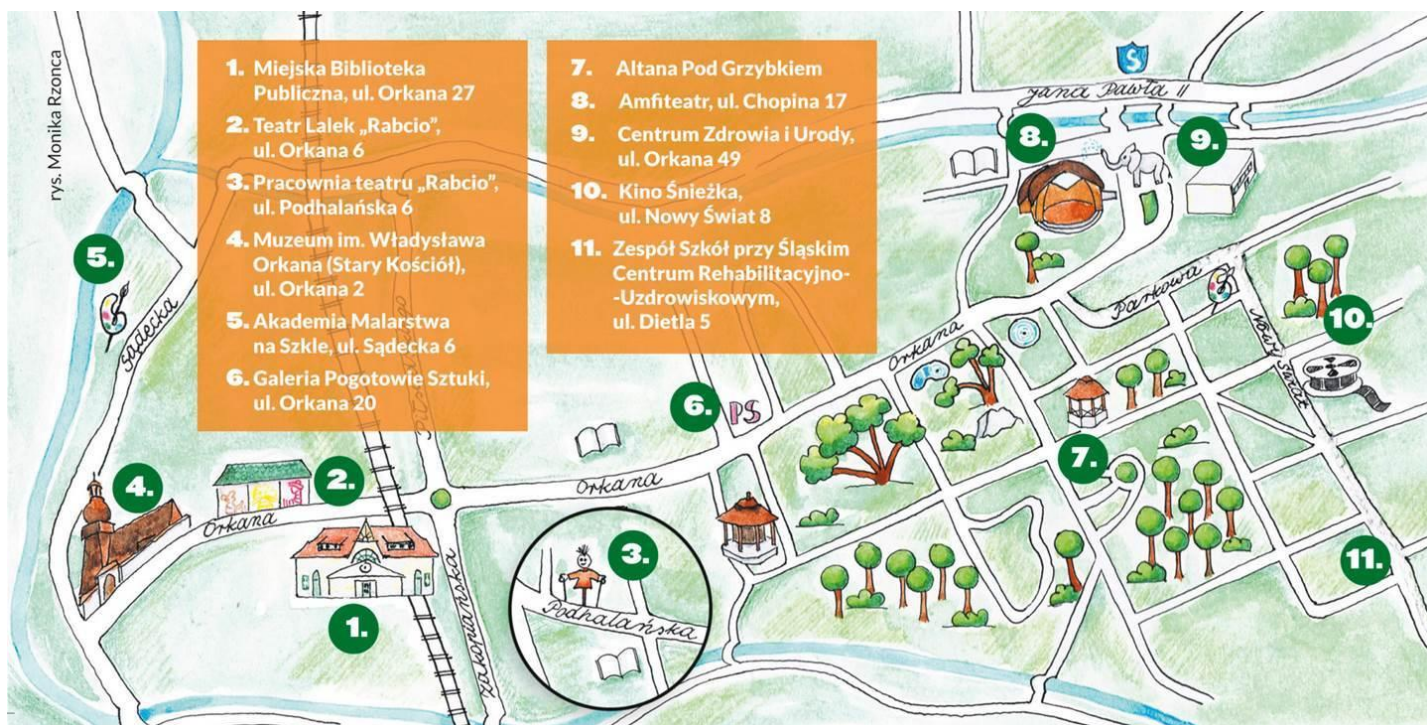 rys. Monika Rzonca
1. Miejska Biblioteka
Publiczna, ul. Orkana 27
2. Teatr Lalek „Rabcio”,
ul. Orkana 6
3. Pracownia teatru „Rabcio”,
ul. Podhalańska 6
4. Muzeum im. Władysława
Orkana (Stary Kościół),
ul. Orkana 2
5. Akademia Malarstwa
na Szkle, ul. Sądecka 6
6. Galeria Pogotowie Sztuki,
ul. Orkana 20
7. Altana Pod Grzybkiem
8. Amfiteatr, ul. Chopina 17
9. Centrum Zdrowia i Urody,
ul. Orkana 49
10. Kino Śnieżka,
ul. Nowy Świat 8
11. Zespół Szkół przy Śląskim
Centrum Rehabilitacyjno-
-Uzdrowiskowym,
ul. Dietla 5
S
Jana Pawła II
8.
9.
5.
Sądecka
Parkowa
Nowy Świat
10.
Orkana
6.
PS
7.
4.
2.
Orkana
Orkana
3.
Podhalańska
11.
1.
Zakopiańska